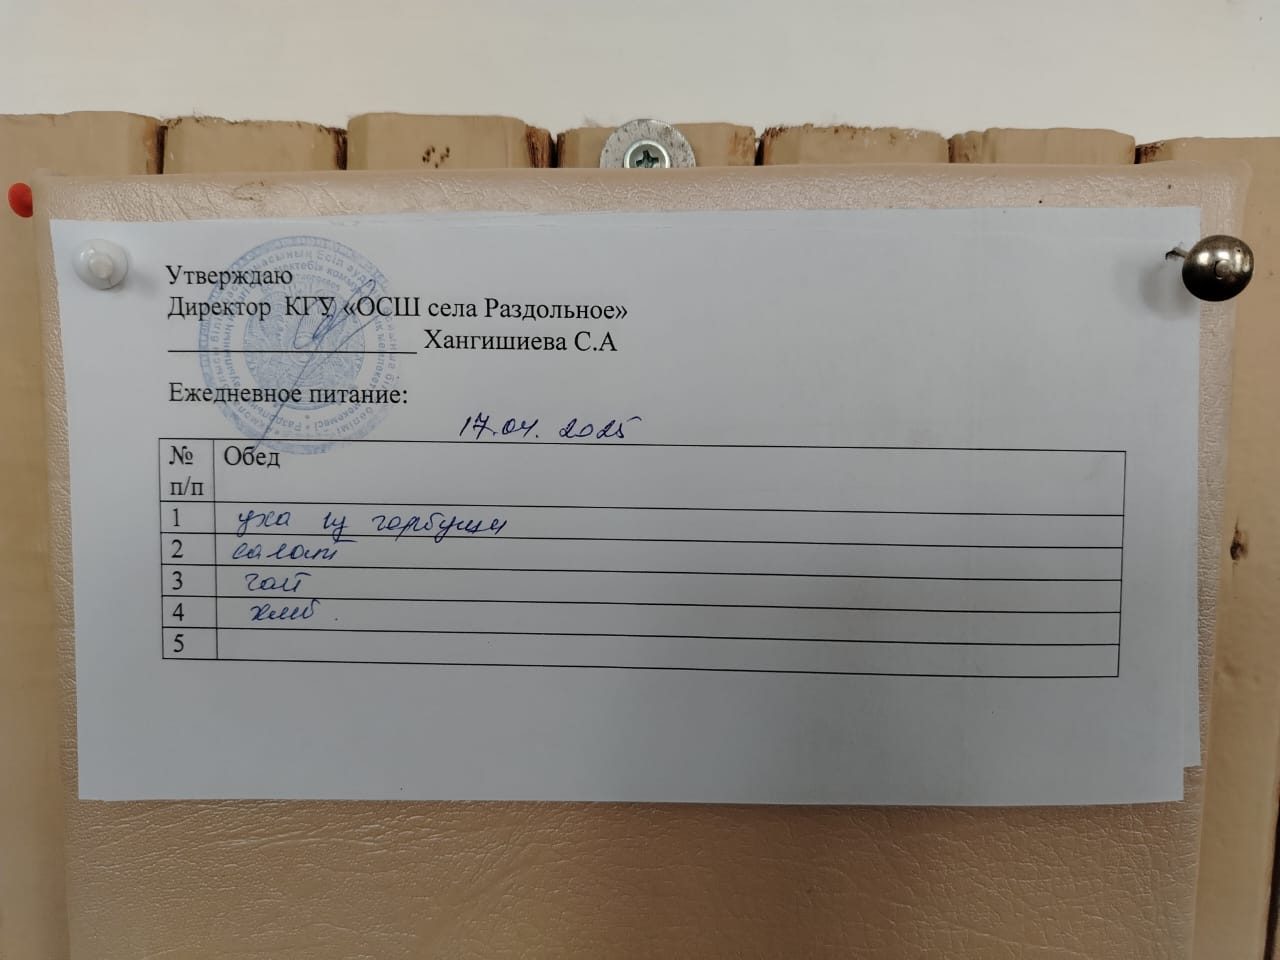 Утверждаю
Директор КГУ «ОСШ села Раздольное»
____________________ Хангишиева С.А
Ежедневное питание:
17.04.2025
№ п/п Обед
1 уха из горбуши
2 салат
3 чай
4 хлеб.
5